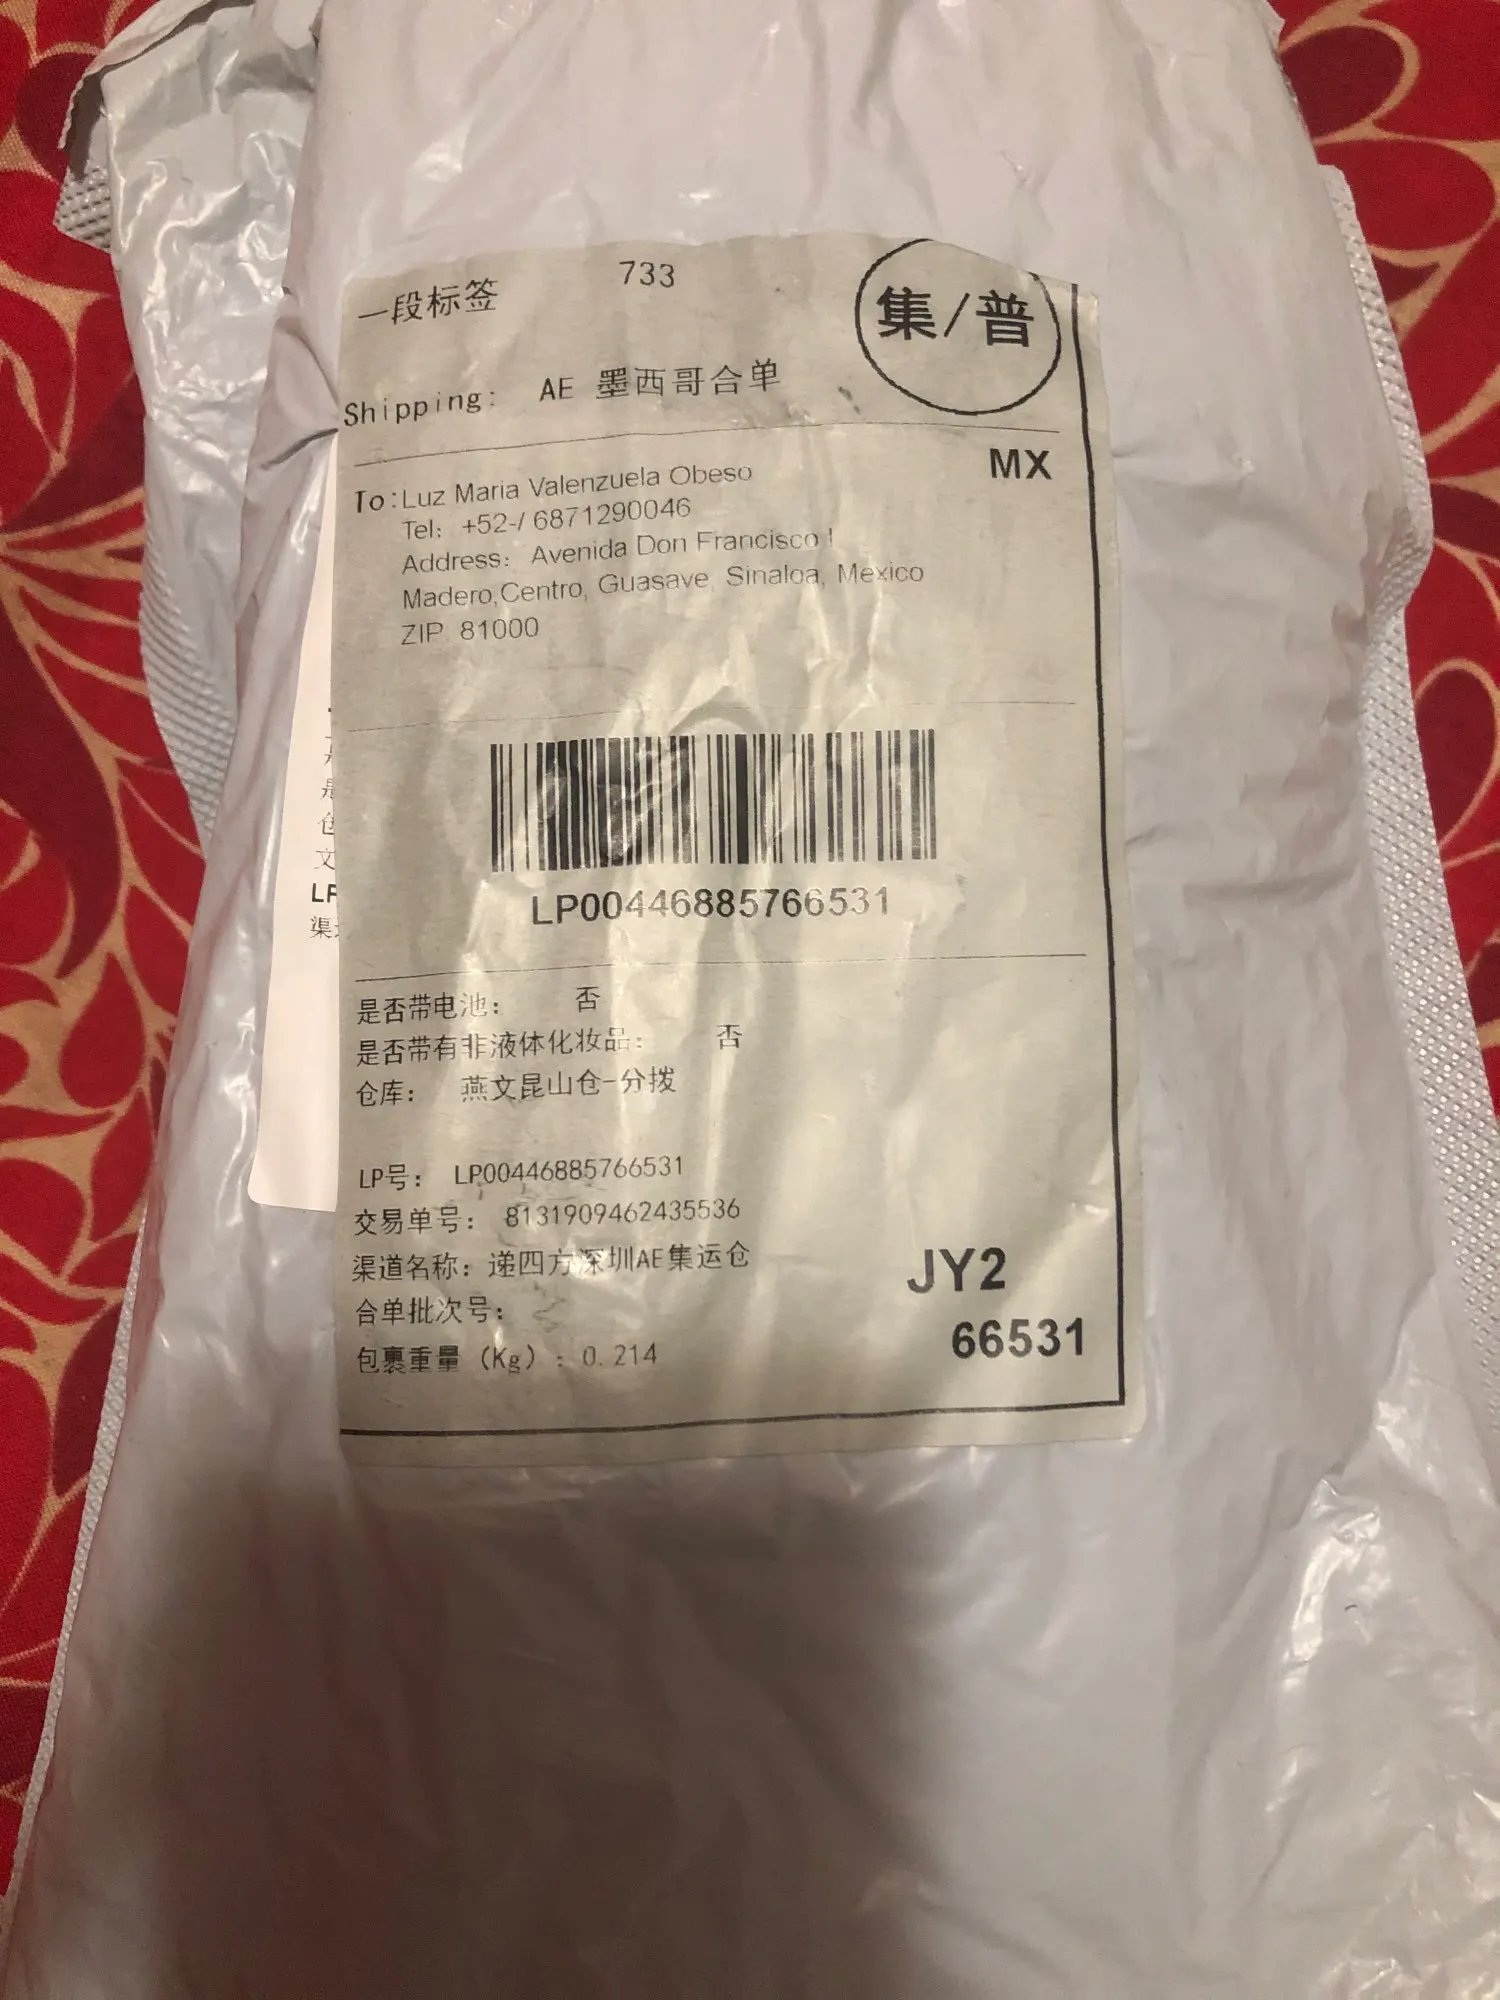 一段标签
733
集/普
Shipping: AE 墨西哥合单
MX
To:Luz Maria Valenzuela Obeso
Tel: +52-/ 6871290046
Address: Avenida Don Francisco I
Madero,Centro, Guasave, Sinaloa, Mexico
ZIP 81000
LP00446885766531
是否带电池: 否
是否带有非液体化妆品: 否
仓库: 燕文昆山仓-分拨
LP号: LP00446885766531
交易单号: 8131909462435536
渠道名称: 递四方深圳AE集运仓
合单批次号:
包裹重量 (Kg) : 0.214
JY2
66531
是
文
LP
渠